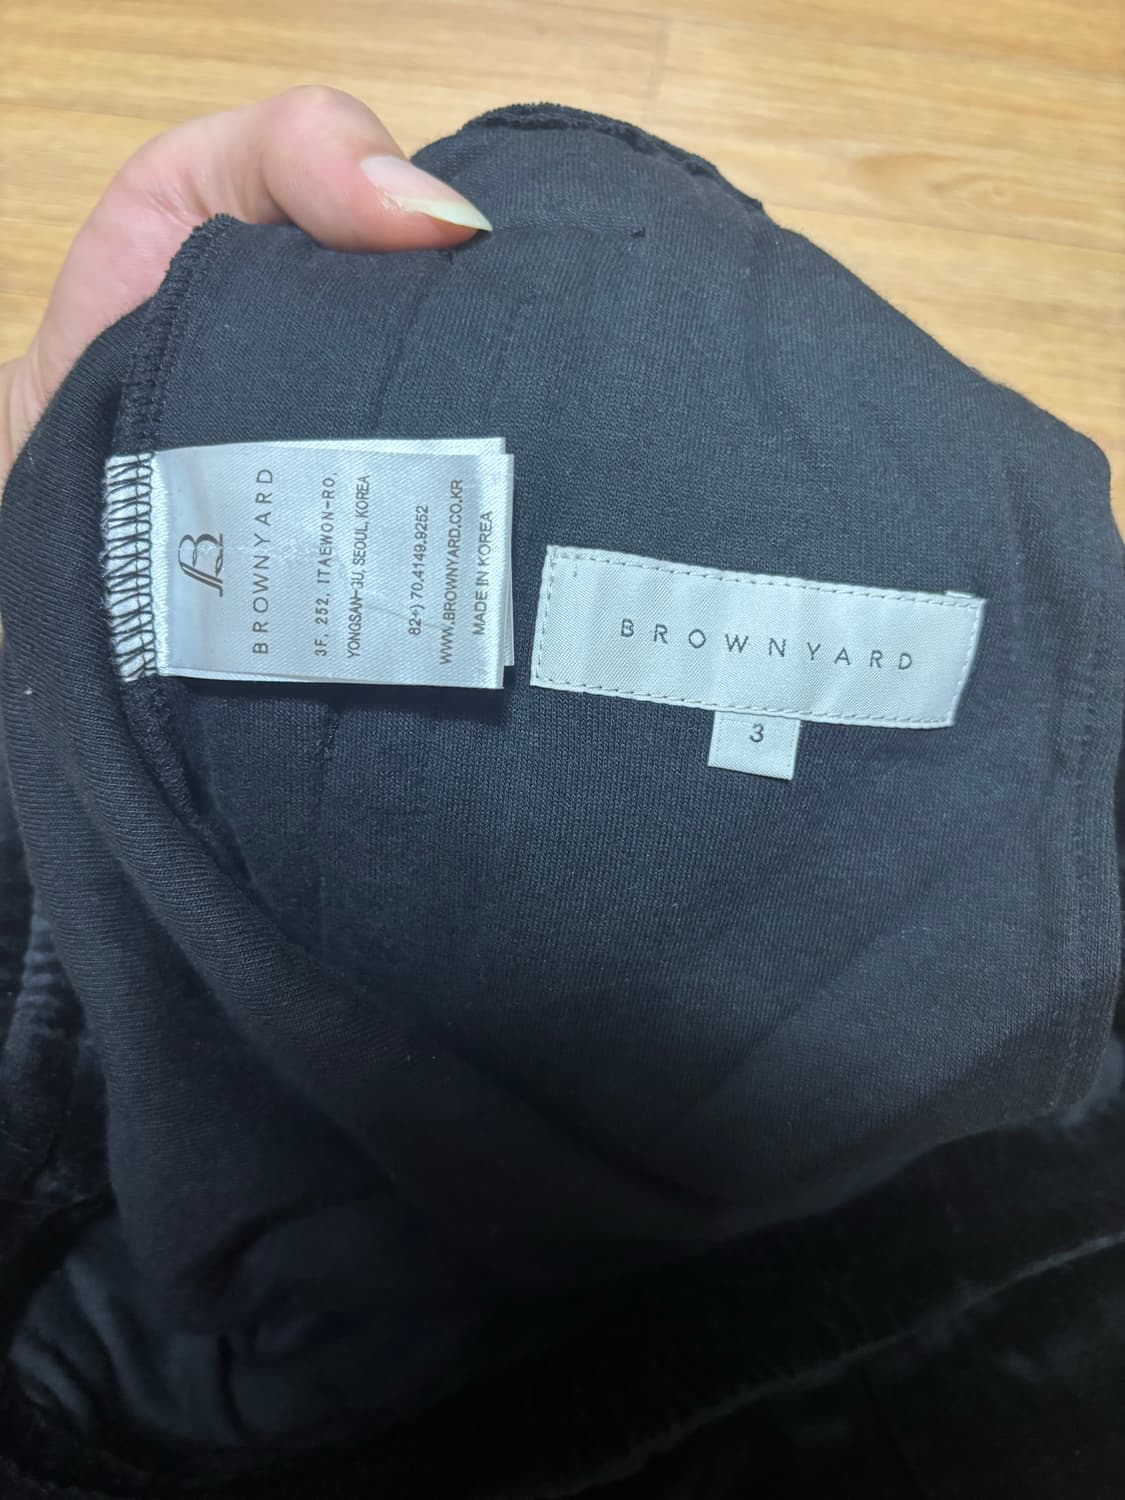 B
BROWNYARD
3F, 252, ITAEWON-RO,
YONGSAN-GU, SEOUL, KOREA
82+) 70.4149.9252
WWW.BROWNYARD.CO.KR
MADE IN KOREA
BROWNYARD
3